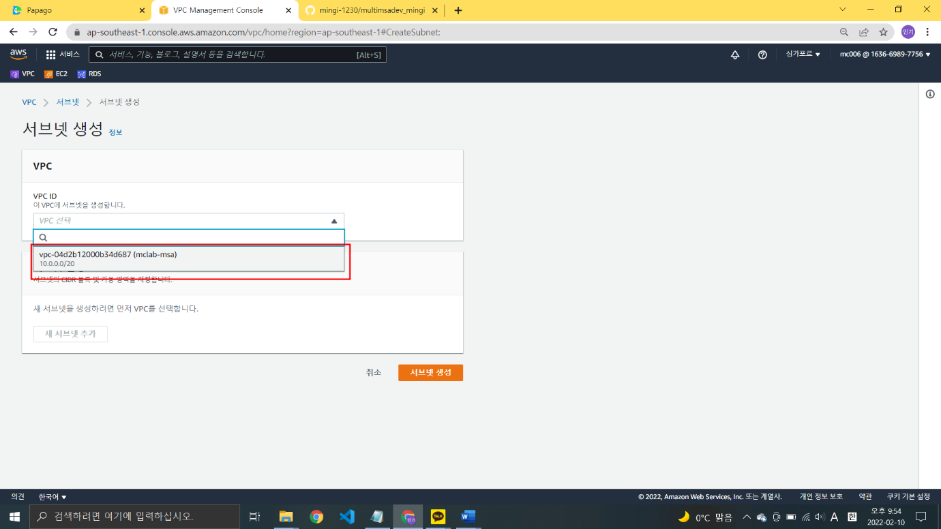 Papago
VPC Management Console
mingi-1230/multimsadev_mingi
ap-southeast-1.console.aws.amazon.com/vpc/home?region=ap-southeast-1#CreateSubnet:
민기
aws
서비스
서비스, 기능, 블로그, 설명서 등을 검색합니다.
[Alt+S]
싱가포르
mc006 @ 1636-6989-7756
VPC
EC2
RDS
VPC
서브넷
서브넷 생성
서브넷 생성 정보
VPC
VPC ID
이 VPC에 서브넷을 생성합니다.
VPC 선택
vpc-04d2b12000b34d687 (mclab-msa)
10.0.0.0/20
서브넷의 CIDR 블록 및 가용 영역을 지정합니다.
새 서브넷을 생성하려면 먼저 VPC를 선택합니다.
새 서브넷 추가
취소
서브넷 생성
의견
한국어
© 2022, Amazon Web Services, Inc. 또는 계열사.
개인 정보 보호
약관
쿠키 기본 설정
검색하려면 여기에 입력하십시오.
0°C 맑음
A
오후 9:54
2022-02-10